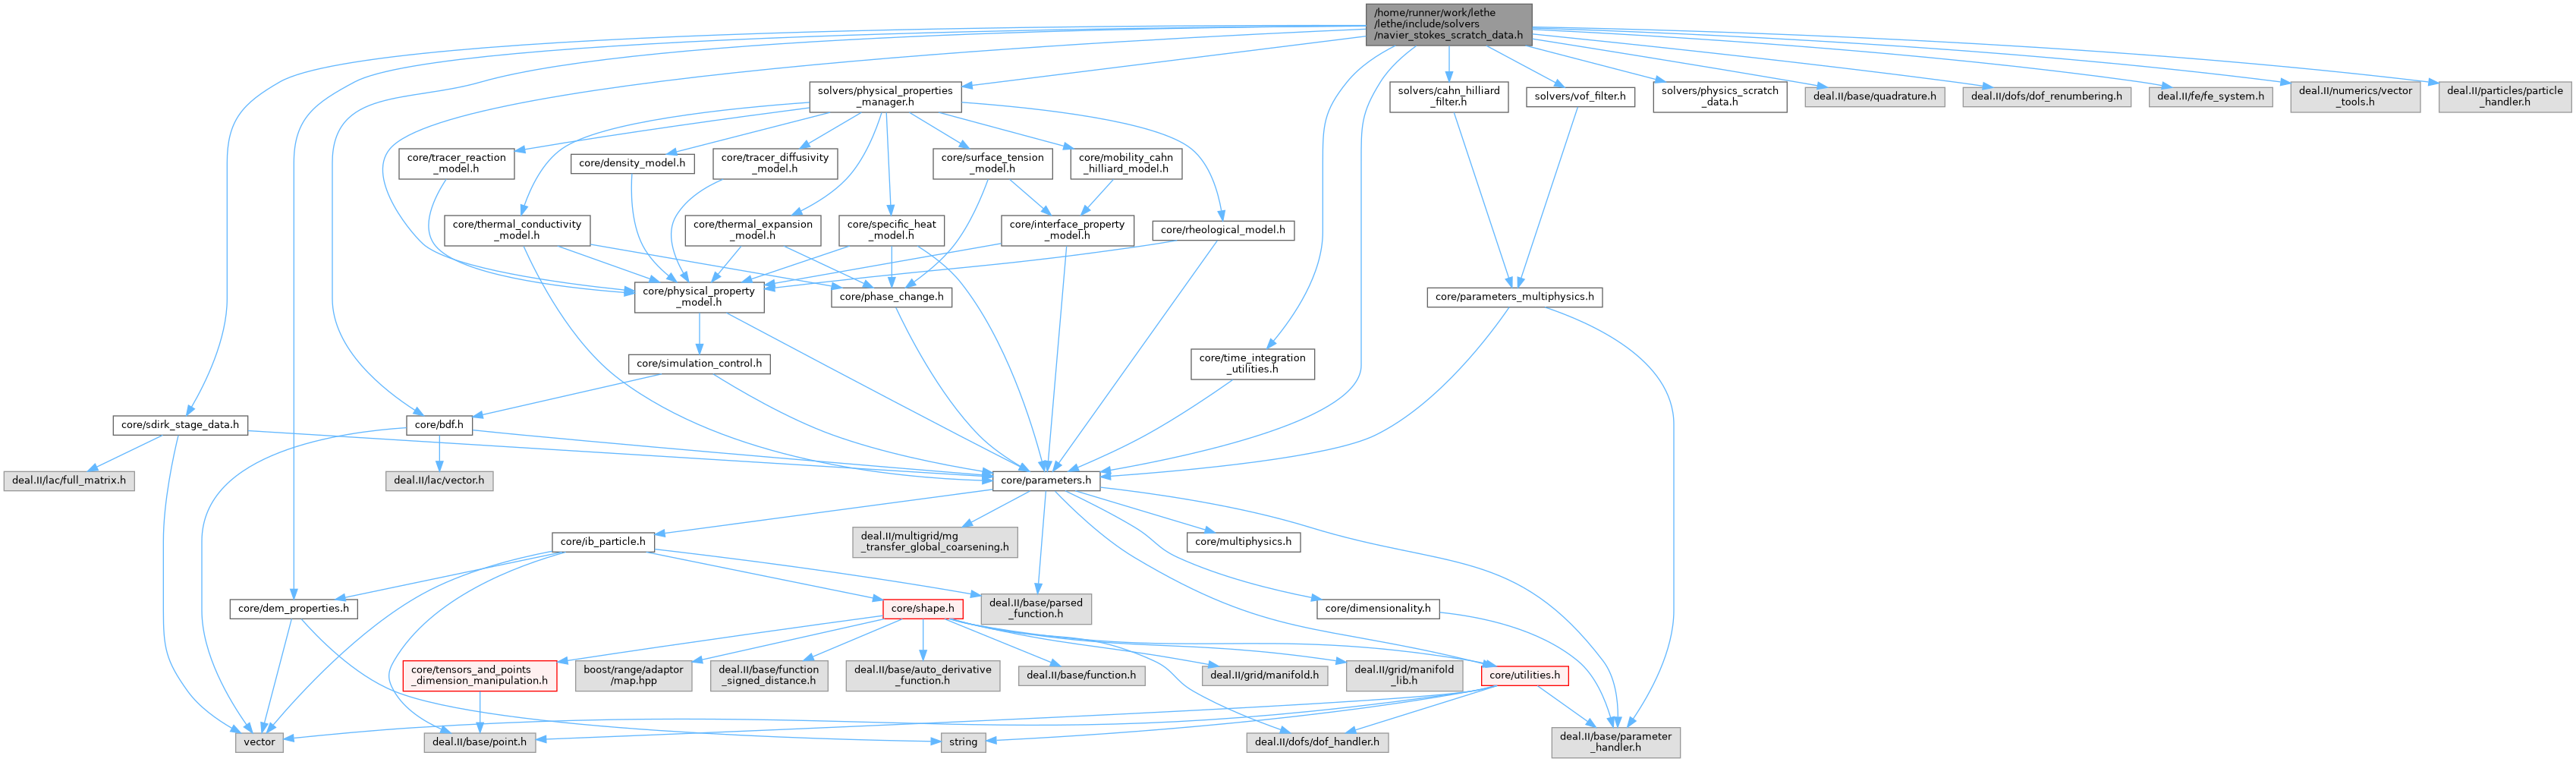 /home/runner/work/lethe
/lethe/include/solvers
/navier_stokes_scratch_data.h
solvers/physical_properties
_manager.h
solvers/cahn_hilliard
_filter.h
solvers/vof_filter.h
solvers/physics_scratch
_data.h
deal.II/base/quadrature.h
deal.II/dofs/dof_renumbering.h
deal.II/fe/fe_system.h
deal.II/numerics/vector
_tools.h
deal.II/particles/particle
_handler.h
core/tracer_reaction
_model.h
core/density_model.h
core/tracer_diffusivity
_model.h
core/surface_tension
_model.h
core/mobility_cahn
_hilliard_model.h
core/thermal_conductivity
_model.h
core/thermal_expansion
_model.h
core/specific_heat
_model.h
core/interface_property
_model.h
core/rheological_model.h
core/physical_property
_model.h
core/phase_change.h
core/parameters_multiphysics.h
core/simulation_control.h
core/time_integration
_utilities.h
core/sdirk_stage_data.h
core/bdf.h
deal.II/lac/full_matrix.h
deal.II/lac/vector.h
core/parameters.h
core/ib_particle.h
deal.II/multigrid/mg
_transfer_global_coarsening.h
core/multiphysics.h
core/dem_properties.h
core/shape.h
deal.II/base/parsed
_function.h
core/dimensionality.h
core/tensors_and_points
_dimension_manipulation.h
boost/range/adaptor
/map.hpp
deal.II/base/function
_signed_distance.h
deal.II/base/auto_derivative
_function.h
deal.II/base/function.h
deal.II/grid/manifold.h
deal.II/grid/manifold
_lib.h
core/utilities.h
vector
deal.II/base/point.h
string
deal.II/dofs/dof_handler.h
deal.II/base/parameter
_handler.h